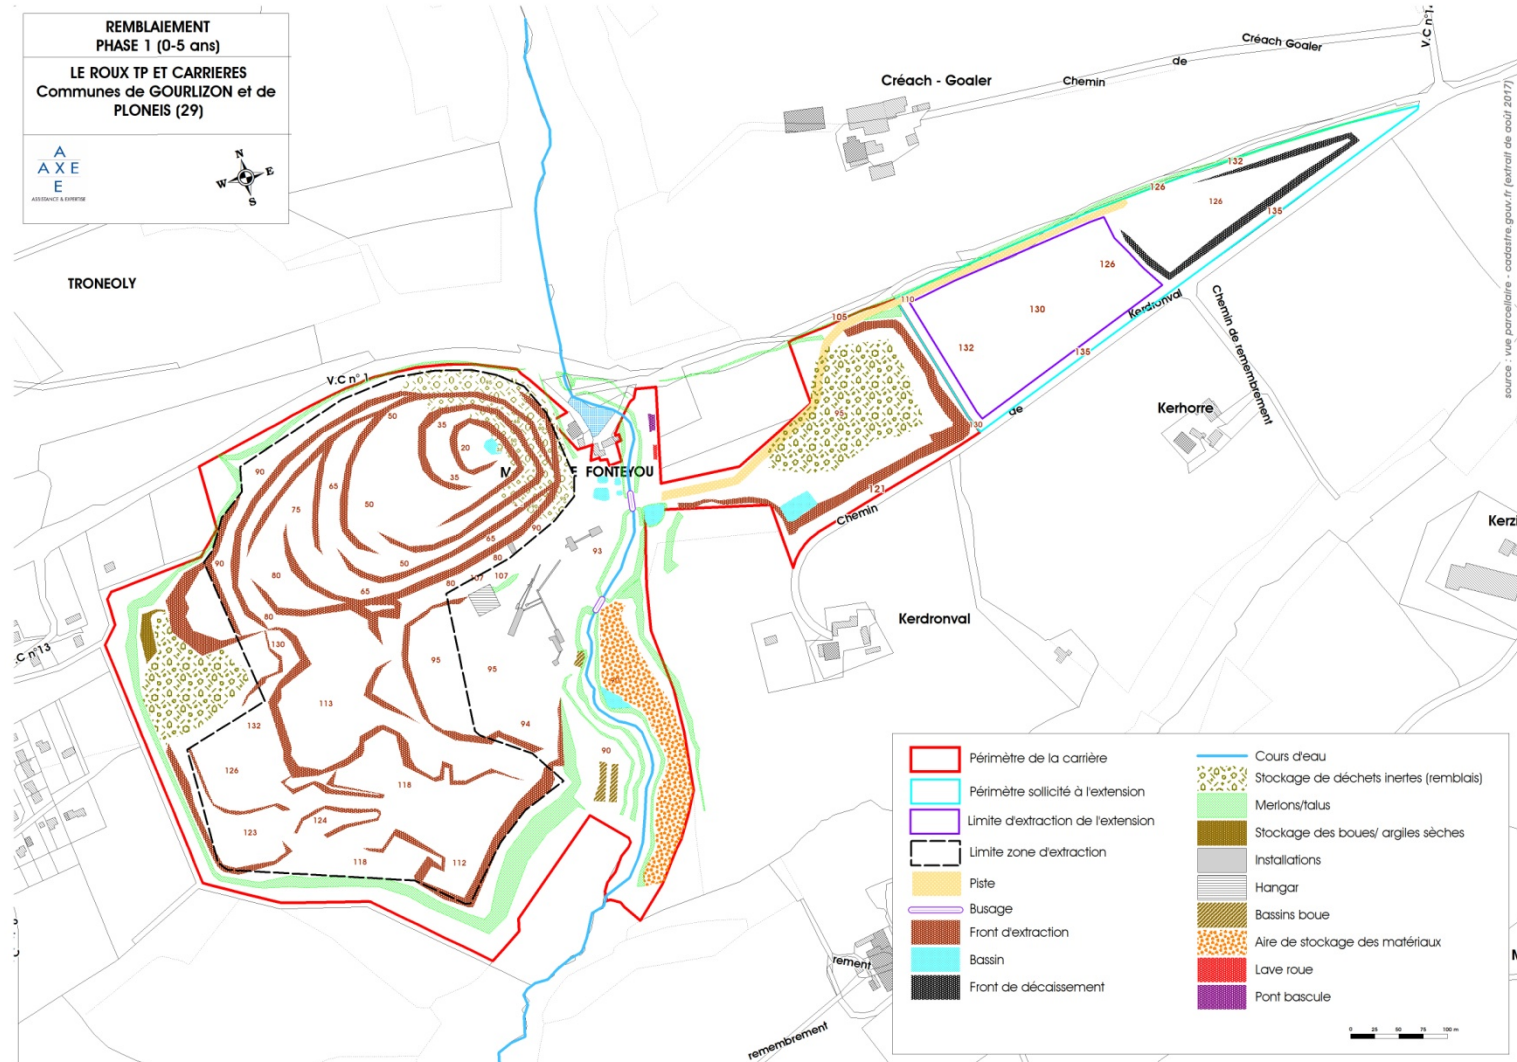 REMBLAIEMENT
PHASE 1 (0-5 ans)
LE ROUX TP ET CARRIERES
Communes de GOURLIZON et de
PLONEIS (29)
A
AXE
E
ASSISTANCE & EXPERTISE
N
W
E
S
Créach Goaler
de
Chemin
Créach - Goaler
source : vue parcellaire - cadastre.gouv.fr (extrait de août 2017)
TRONEOLY
132
126
126
135
126
110
130
105
132
135
Kerdronval
Chemin de remembrement
V.C n° 1
50
35
20
35
90
65
75
50
95
130
de
Kerhorre
FONTEYOU
121
Chemin
90
65
80
50
93
90
80
65
80
107
107
80
130
95
95
Kerdronval
C n°13
113
94
132
90
126
118
123
124
118
112
rement
remembrement
Périmètre de la carrière
Périmètre sollicité à l'extension
Limite d'extraction de l'extension
Limite zone d'extraction
Piste
Busage
Front d'extraction
Bassin
Front de décaissement
Cours d'eau
Stockage de déchets inertes (remblais)
Merlons/talus
Stockage des boues/ argiles sèches
Installations
Hangar
Bassins boue
Aire de stockage des matériaux
Lave roue
Pont bascule
0 25 50 75 100 m